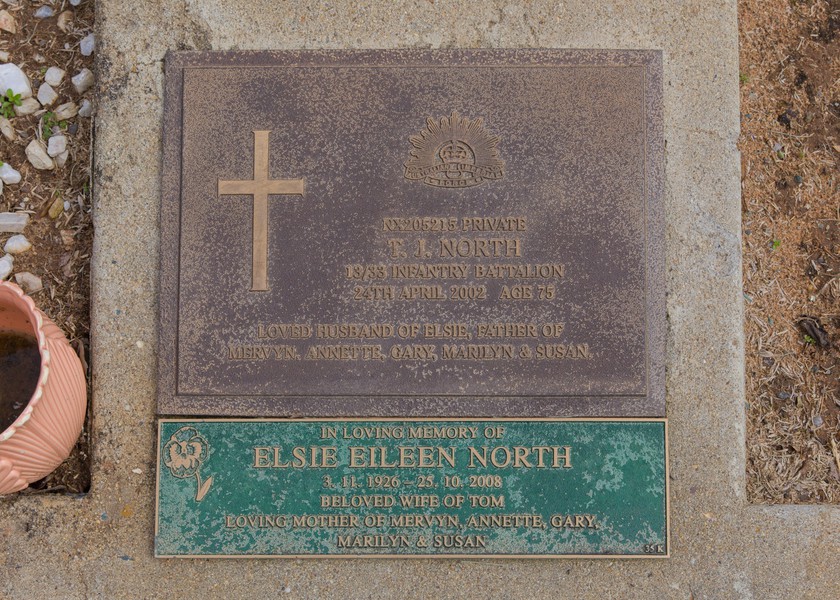 NX205215 PRIVATE
T. J. NORTH
13/33 INFANTRY BATTALION
24TH APRIL 2002 AGE 75
LOVED HUSBAND OF ELSIE, FATHER OF
MERVYN, ANNETTE, GARY, MARILYN & SUSAN.
IN LOVING MEMORY OF
ELSIE EILEEN NORTH
3. 11. 1926 – 25. 10. 2008
BELOVED WIFE OF TOM
LOVING MOTHER OF MERVYN, ANNETTE, GARY,
MARILYN & SUSAN
35 K